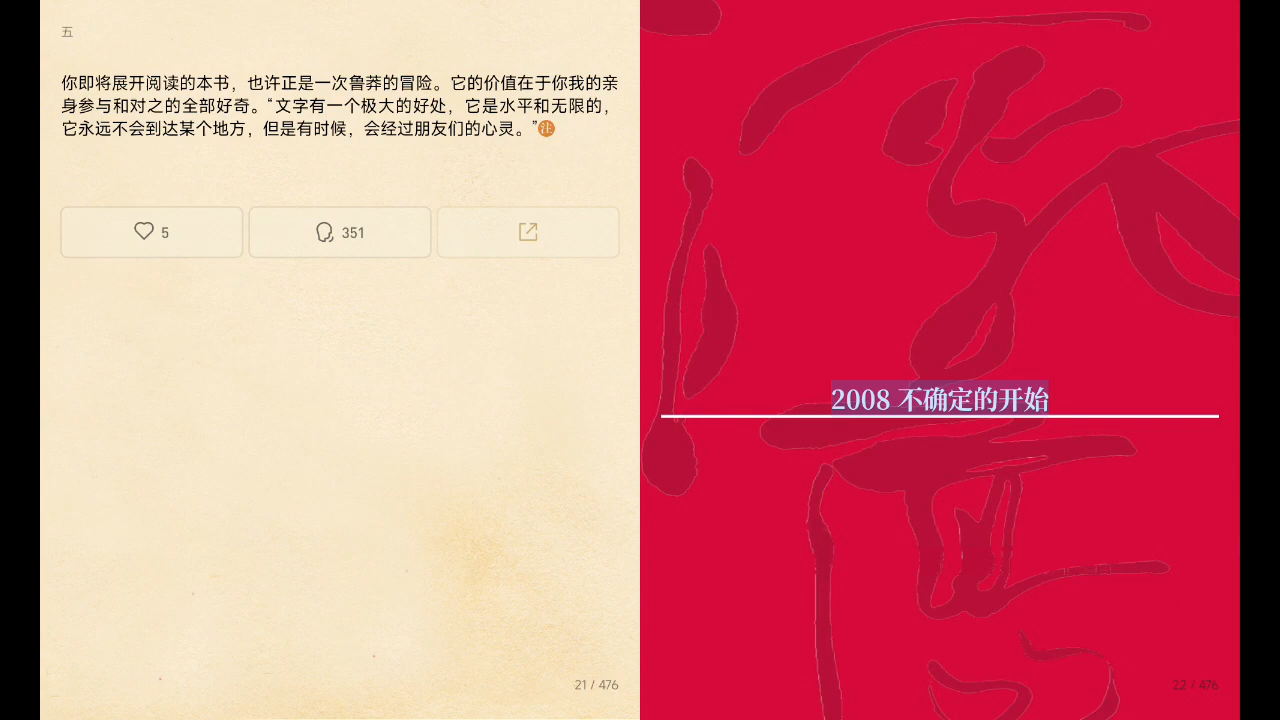 五
你即将展开阅读的本书，也许正是一次鲁莽的冒险。它的价值在于你我的亲
身参与和对之的全部好奇。“文字有一个极大的好处，它是水平和无限的，
它永远不会到达某个地方，但是有时候，会经过朋友们的心灵。”注
5
351
21 / 476
2008 不确定的开始
22 / 476